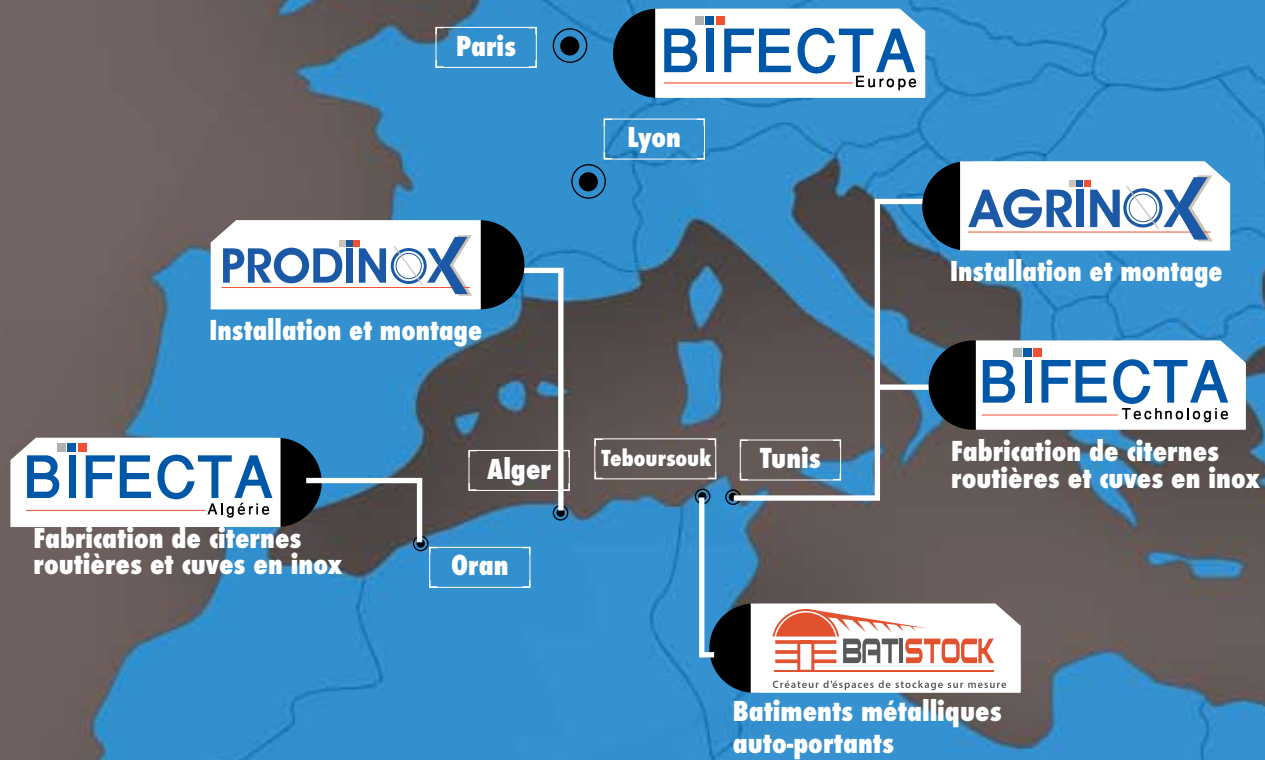 Paris
BIFECTA
Europe
Lyon
PRODINOX
Installation et montage
AGRINOX
Installation et montage
BIFECTA
Technologie
Fabrication de citernes
routières et cuves en inox
BIFECTA
Algérie
Fabrication de citernes
routières et cuves en inox
Alger
Teboursouk
Tunis
Oran
BATISTOCK
Créateur d'éspaces de stockage sur mesure
Batiments métalliques
auto-portants